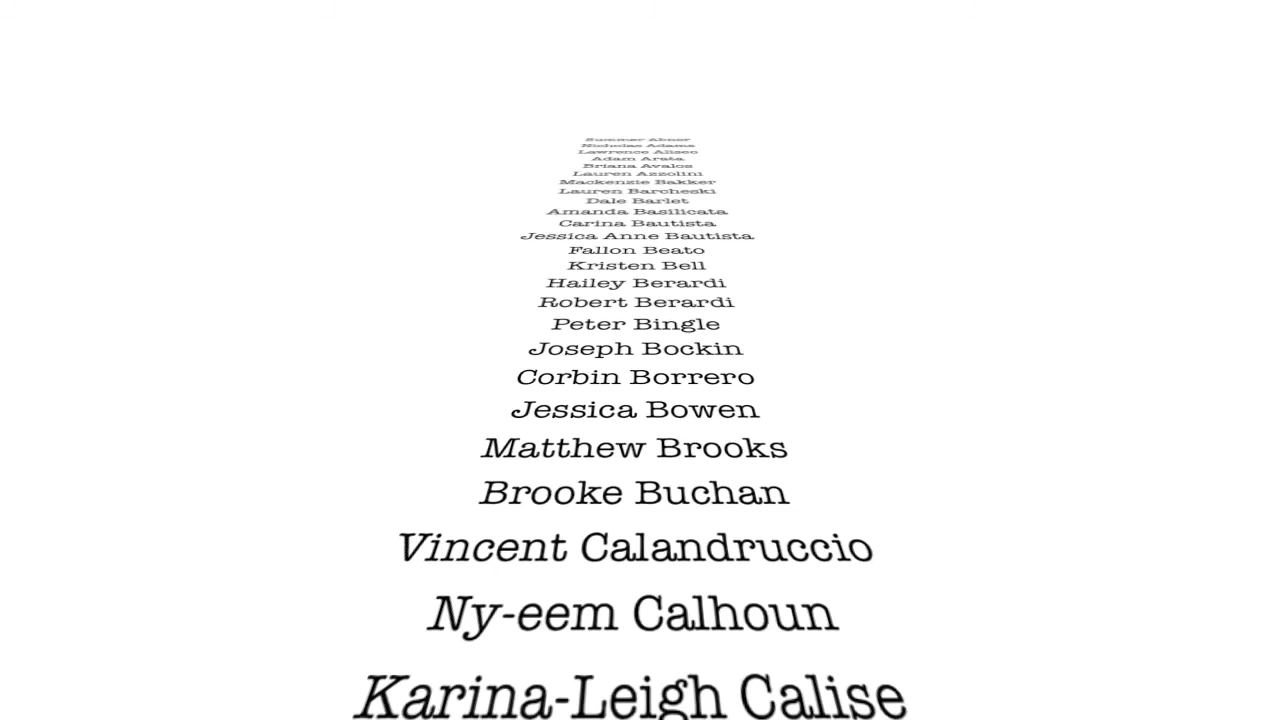 Summer Abner
Nicholas Adams
Lawrence Aliseo
Adam Arata
Briana Avalos
Lauren Azzolini
Mackenzie Bakker
Lauren Barcheski
Dale Barlet
Amanda Basilicata
Carina Bautista
Jessica Anne Bautista
Fallon Beato
Kristen Bell
Hailey Berardi
Robert Berardi
Peter Bingle
Joseph Bockin
Corbin Borrero
Jessica Bowen
Matthew Brooks
Brooke Buchan
Vincent Calandruccio
Ny-eem Calhoun
Karina-Leigh Calise